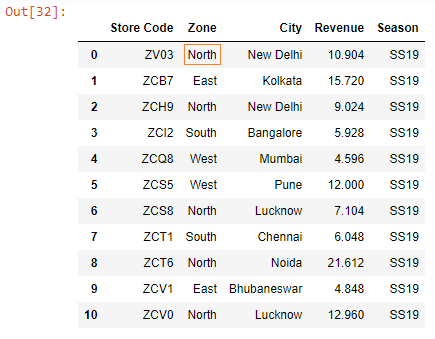 Out[32]:
Store Code Zone City Revenue Season
0 ZV03 North New Delhi 10.904 SS19
1 ZCB7 East Kolkata 15.720 SS19
2 ZCH9 North New Delhi 9.024 SS19
3 ZCI2 South Bangalore 5.928 SS19
4 ZCQ8 West Mumbai 4.596 SS19
5 ZCS5 West Pune 12.000 SS19
6 ZCS8 North Lucknow 7.104 SS19
7 ZCT1 South Chennai 6.048 SS19
8 ZCT6 North Noida 21.612 SS19
9 ZCV1 East Bhubaneswar 4.848 SS19
10 ZCV0 North Lucknow 12.960 SS19